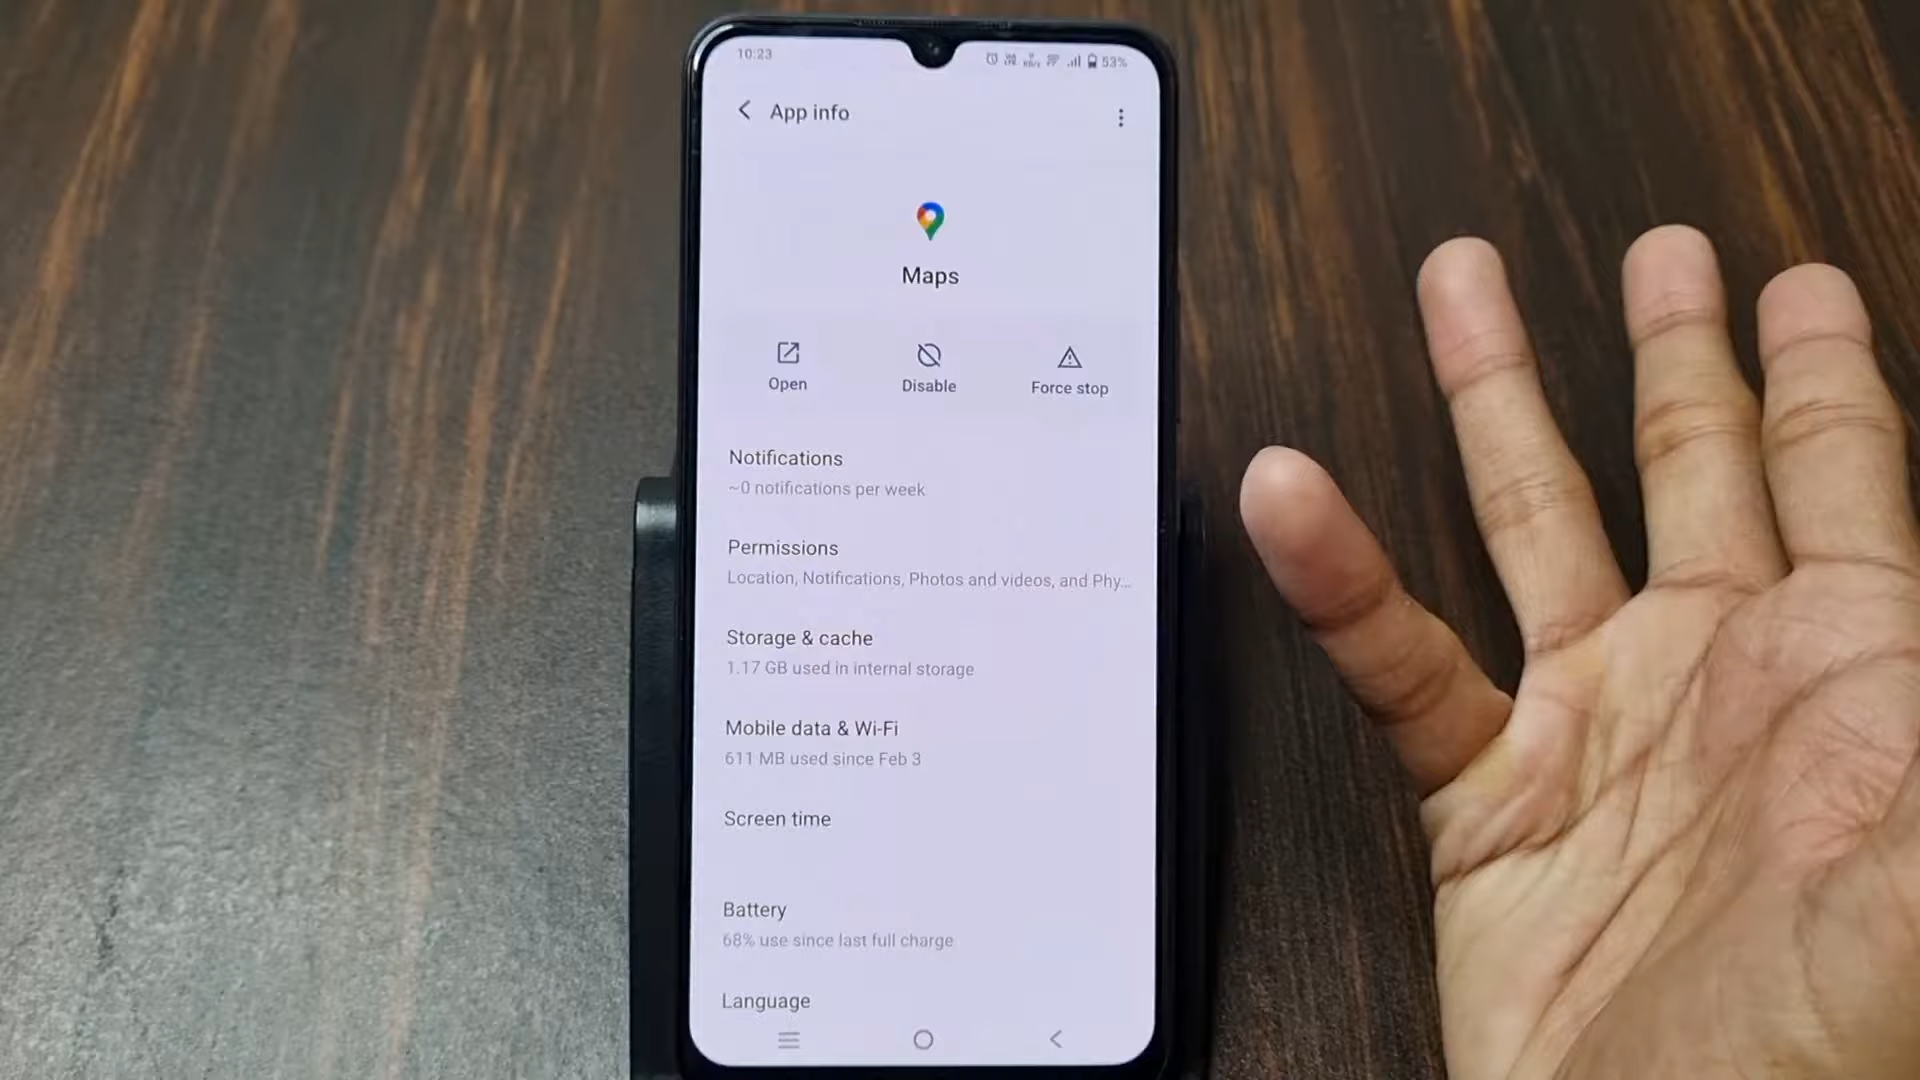 10:23
53%
App info
Maps
Open
Disable
Force stop
Notifications
~0 notifications per week
Permissions
Location, Notifications, Photos and videos, and Phy...
Storage & cache
1.17 GB used in internal storage
Mobile data & Wi-Fi
611 MB used since Feb 3
Screen time
Battery
68% use since last full charge
Language